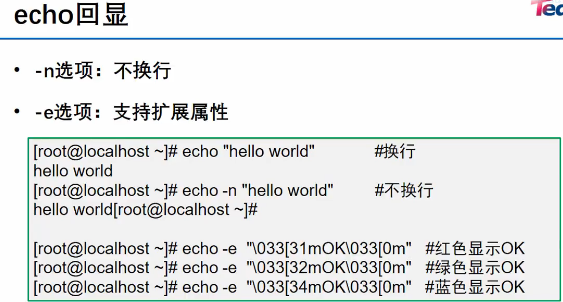 echo回显
Ted
• -n选项：不换行
• -e选项：支持扩展属性
[root@localhost ~]# echo "hello world" #换行
hello world
[root@localhost ~]# echo -n "hello world" #不换行
hello world[root@localhost ~]#
[root@localhost ~]# echo -e "\033[31mOK\033[0m" #红色显示OK
[root@localhost ~]# echo -e "\033[32mOK\033[0m" #绿色显示OK
[root@localhost ~]# echo -e "\033[34mOK\033[0m" #蓝色显示OK